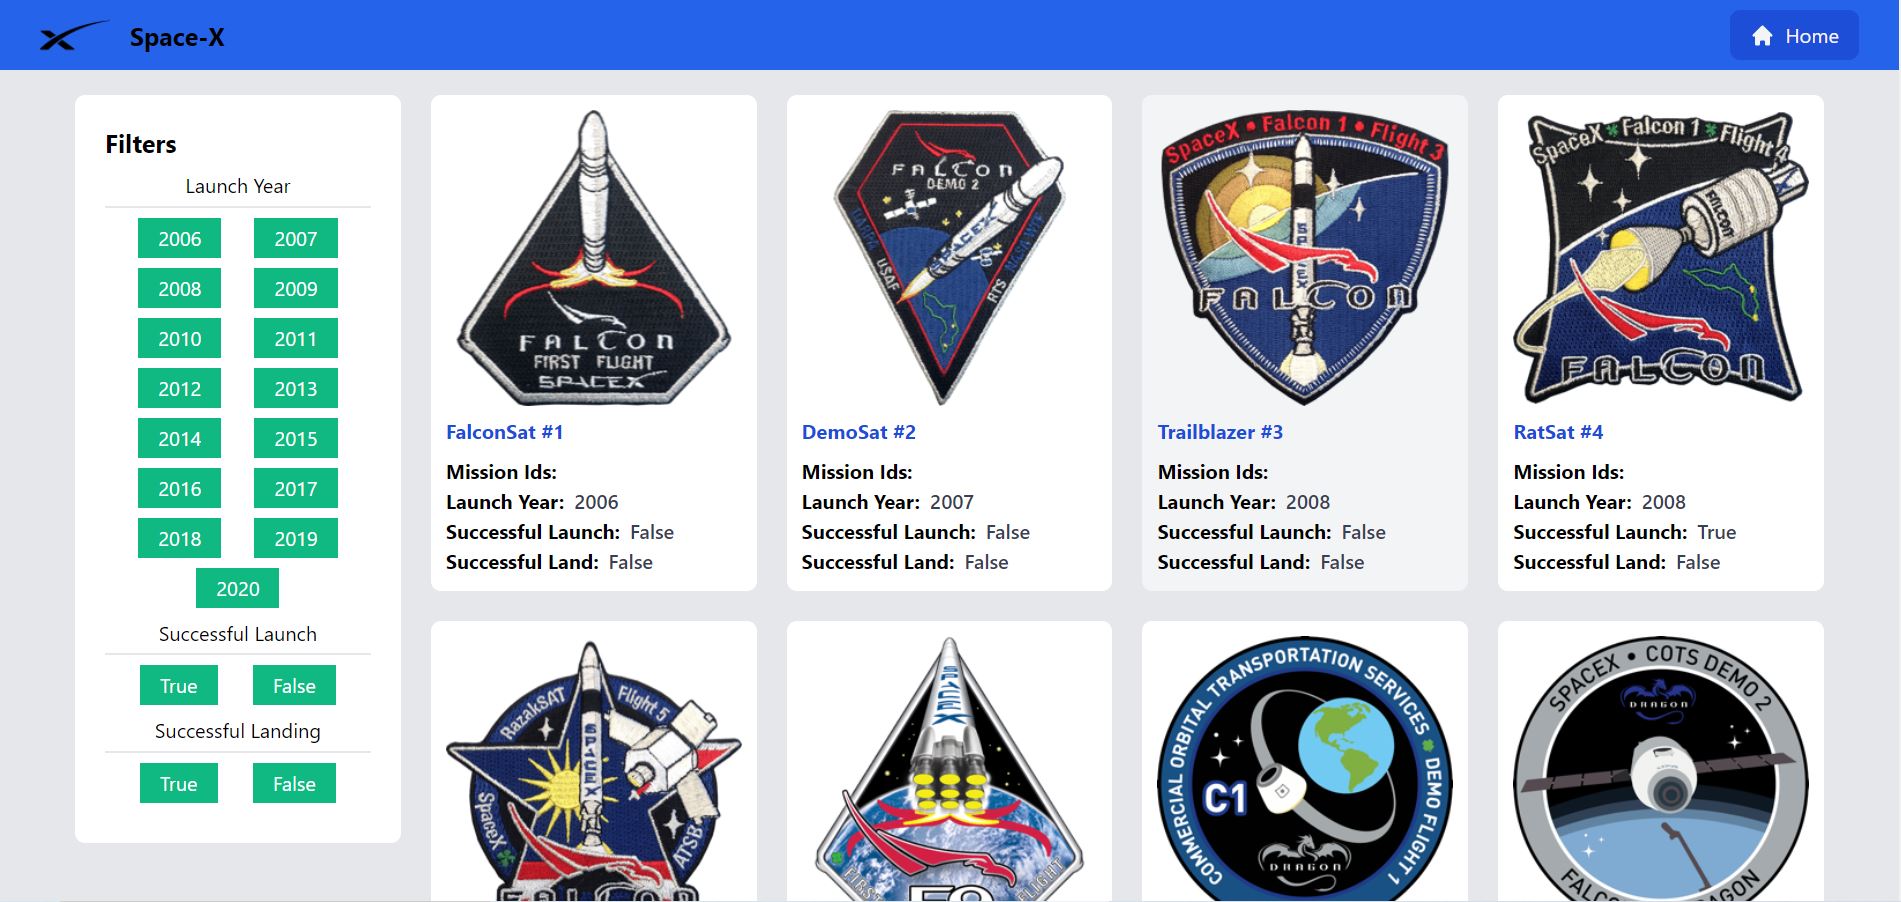 Space-X
Home
Filters
Launch Year
2006 2007
2008 2009
2010 2011
2012 2013
2014 2015
2016 2017
2018 2019
2020
Successful Launch
True False
Successful Landing
True False
FALCON
FIRST FLIGHT
SPACEX
FalconSat #1
Mission Ids:
Launch Year: 2006
Successful Launch: False
Successful Land: False
FALCON
DEMO 2
DARPA
USAF
SPACEX
RTS
DemoSat #2
Mission Ids:
Launch Year: 2007
Successful Launch: False
Successful Land: False
SpaceX • Falcon 1 • Flight 3
SPACEX
FALCON
Trailblazer #3
Mission Ids:
Launch Year: 2008
Successful Launch: False
Successful Land: False
SpaceX Falcon 1 Flight 4
FALCON
FALCON
RatSat #4
Mission Ids:
Launch Year: 2008
Successful Launch: True
Successful Land: False
RazakSAT
Flight 5
SPACEX
SpaceX
ATSB
FALCON
SPACEX
FIRST FLIGHT
F9
COMMERCIAL ORBITAL TRANSPORTATION SERVICES DEMO FLIGHT 1
C1
DRAGON
SPACEX • COTS DEMO 2
DRAGON